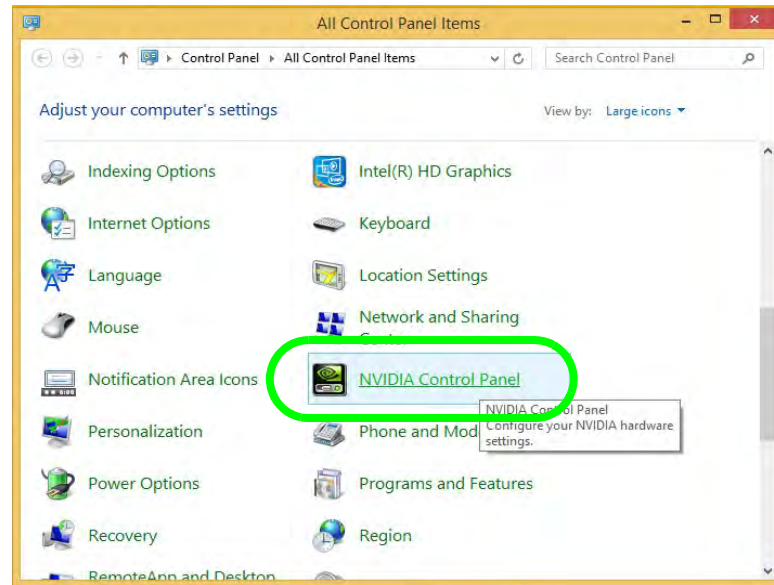 All Control Panel Items
Control Panel All Control Panel Items
Search Control Panel
Adjust your computer's settings
View by: Large icons
Indexing Options
Intel(R) HD Graphics
Internet Options
Keyboard
Language
Location Settings
Mouse
Network and Sharing
Notification Area Icons
NVIDIA Control Panel
NVIDIA Control Panel
Configure your NVIDIA hardware
settings.
Personalization
Phone and
Power Options
Programs and Features
Recovery
Region
RemoteApp and Desktop